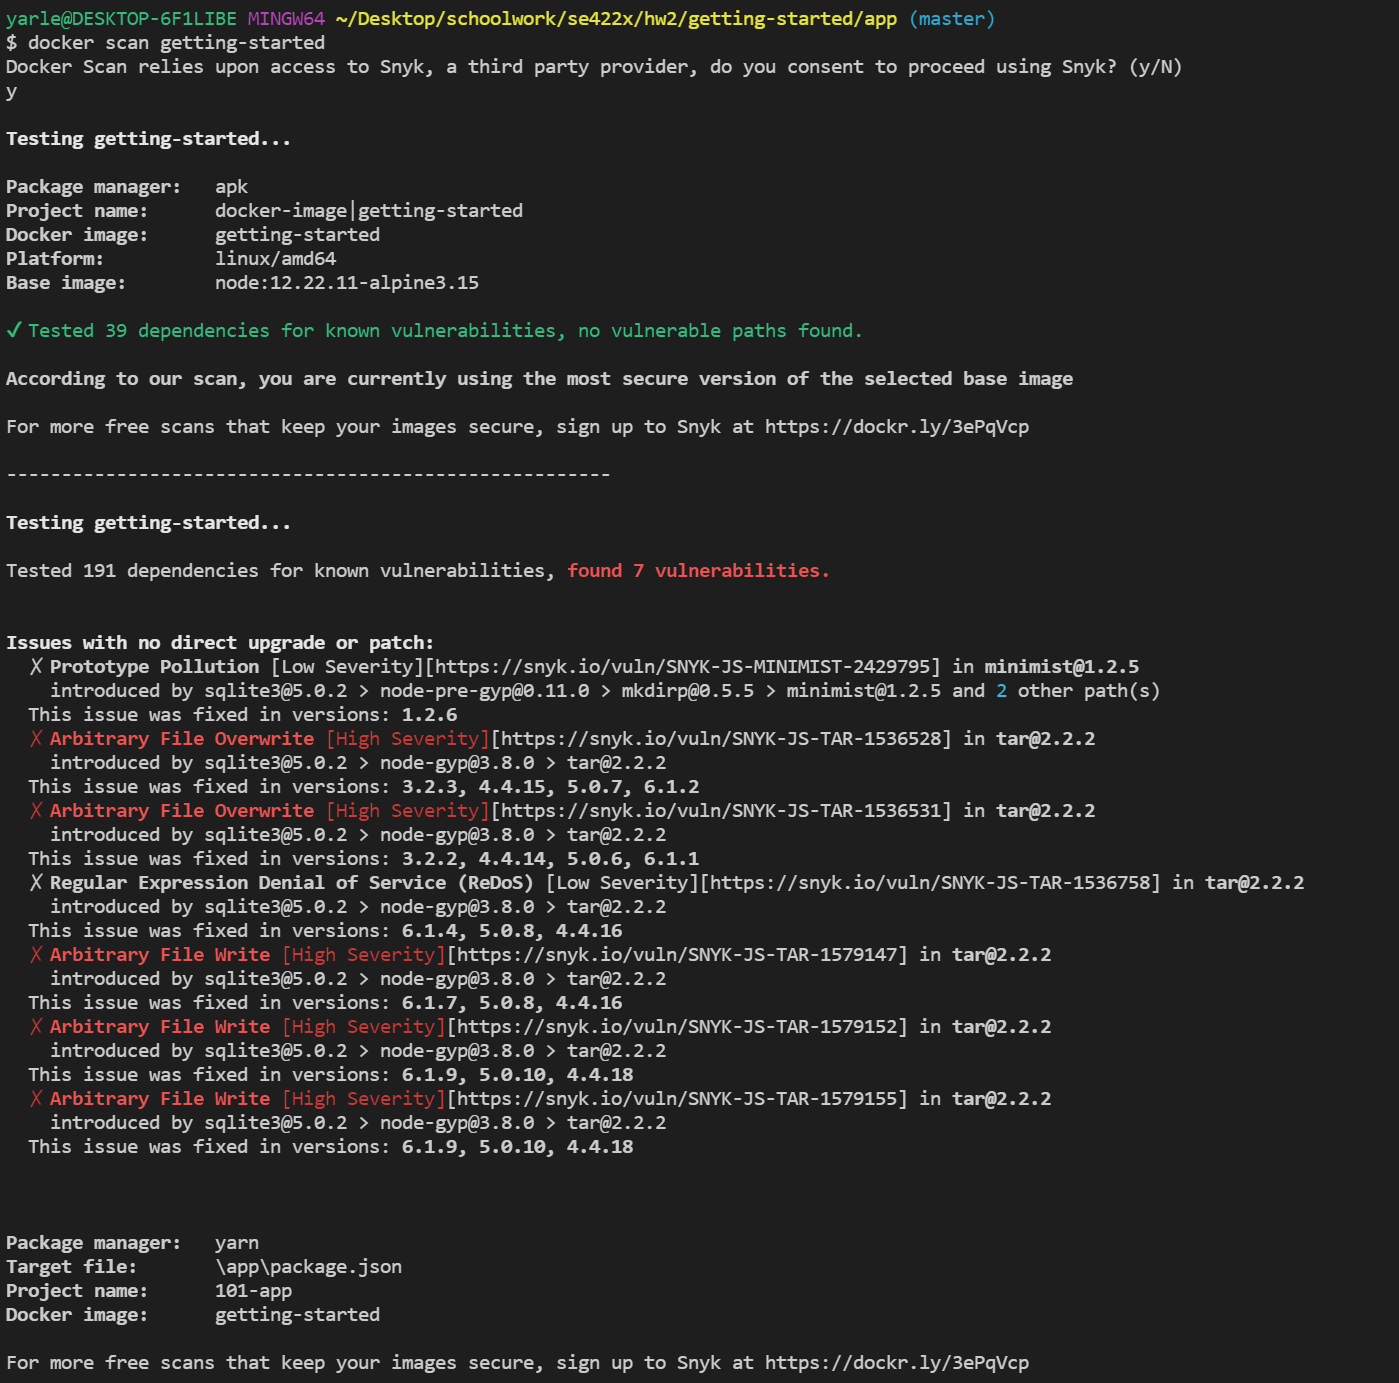 yarle@DESKTOP-6F1LIBE MINGW64 ~/Desktop/schoolwork/se422x/hw2/getting-started/app (master)
$ docker scan getting-started
Docker Scan relies upon access to Snyk, a third party provider, do you consent to proceed using Snyk? (y/N)
y
Testing getting-started...
Package manager:   apk
Project name:      docker-image|getting-started
Docker image:      getting-started
Platform:          linux/amd64
Base image:        node:12.22.11-alpine3.15
✓ Tested 39 dependencies for known vulnerabilities, no vulnerable paths found.
According to our scan, you are currently using the most secure version of the selected base image
For more free scans that keep your images secure, sign up to Snyk at https://dockr.ly/3ePqVcp
-------------------------------------------------------
Testing getting-started...
Tested 191 dependencies for known vulnerabilities, found 7 vulnerabilities.
Issues with no direct upgrade or patch:
  ✗ Prototype Pollution [Low Severity][https://snyk.io/vuln/SNYK-JS-MINIMIST-2429795] in minimist@1.2.5
    introduced by sqlite3@5.0.2 > node-pre-gyp@0.11.0 > mkdirp@0.5.5 > minimist@1.2.5 and 2 other path(s)
  This issue was fixed in versions: 1.2.6
  ✗ Arbitrary File Overwrite [High Severity][https://snyk.io/vuln/SNYK-JS-TAR-1536528] in tar@2.2.2
    introduced by sqlite3@5.0.2 > node-gyp@3.8.0 > tar@2.2.2
  This issue was fixed in versions: 3.2.3, 4.4.15, 5.0.7, 6.1.2
  ✗ Arbitrary File Overwrite [High Severity][https://snyk.io/vuln/SNYK-JS-TAR-1536531] in tar@2.2.2
    introduced by sqlite3@5.0.2 > node-gyp@3.8.0 > tar@2.2.2
  This issue was fixed in versions: 3.2.2, 4.4.14, 5.0.6, 6.1.1
  ✗ Regular Expression Denial of Service (ReDoS) [Low Severity][https://snyk.io/vuln/SNYK-JS-TAR-1536758] in tar@2.2.2
    introduced by sqlite3@5.0.2 > node-gyp@3.8.0 > tar@2.2.2
  This issue was fixed in versions: 6.1.4, 5.0.8, 4.4.16
  ✗ Arbitrary File Write [High Severity][https://snyk.io/vuln/SNYK-JS-TAR-1579147] in tar@2.2.2
    introduced by sqlite3@5.0.2 > node-gyp@3.8.0 > tar@2.2.2
  This issue was fixed in versions: 6.1.7, 5.0.8, 4.4.16
  ✗ Arbitrary File Write [High Severity][https://snyk.io/vuln/SNYK-JS-TAR-1579152] in tar@2.2.2
    introduced by sqlite3@5.0.2 > node-gyp@3.8.0 > tar@2.2.2
  This issue was fixed in versions: 6.1.9, 5.0.10, 4.4.18
  ✗ Arbitrary File Write [High Severity][https://snyk.io/vuln/SNYK-JS-TAR-1579155] in tar@2.2.2
    introduced by sqlite3@5.0.2 > node-gyp@3.8.0 > tar@2.2.2
  This issue was fixed in versions: 6.1.9, 5.0.10, 4.4.18
Package manager:   yarn
Target file:       \app\package.json
Project name:      101-app
Docker image:      getting-started
For more free scans that keep your images secure, sign up to Snyk at https://dockr.ly/3ePqVcp